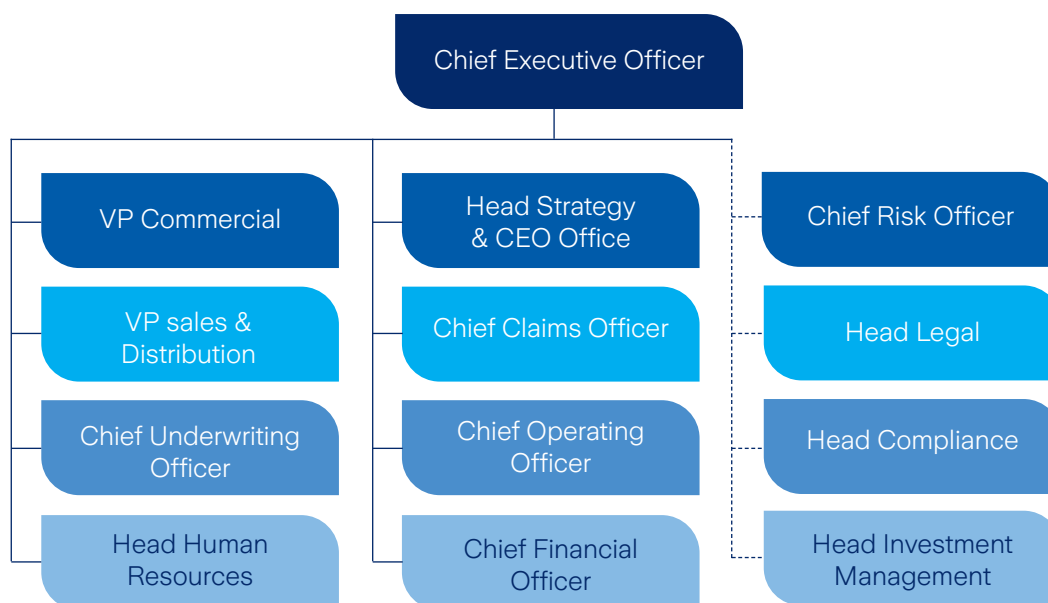 Chief Executive Officer
VP Commercial
Head Strategy
& CEO Office
Chief Risk Officer
VP sales &
Distribution
Chief Claims Officer
Head Legal
Chief Underwriting
Officer
Chief Operating
Officer
Head Compliance
Head Human
Resources
Chief Financial
Officer
Head Investment
Management